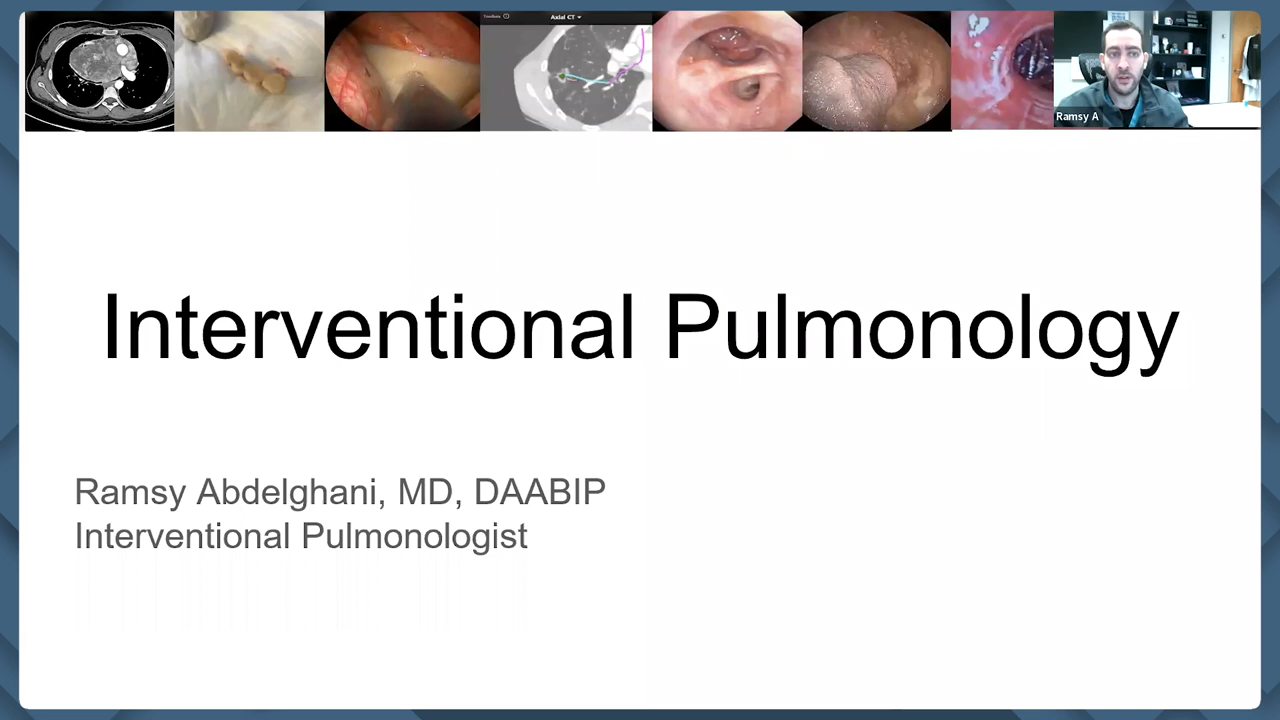 Axial CT
Ramsy A
Interventional Pulmonology
Ramsy Abdelghani, MD, DAABIP
Interventional Pulmonologist